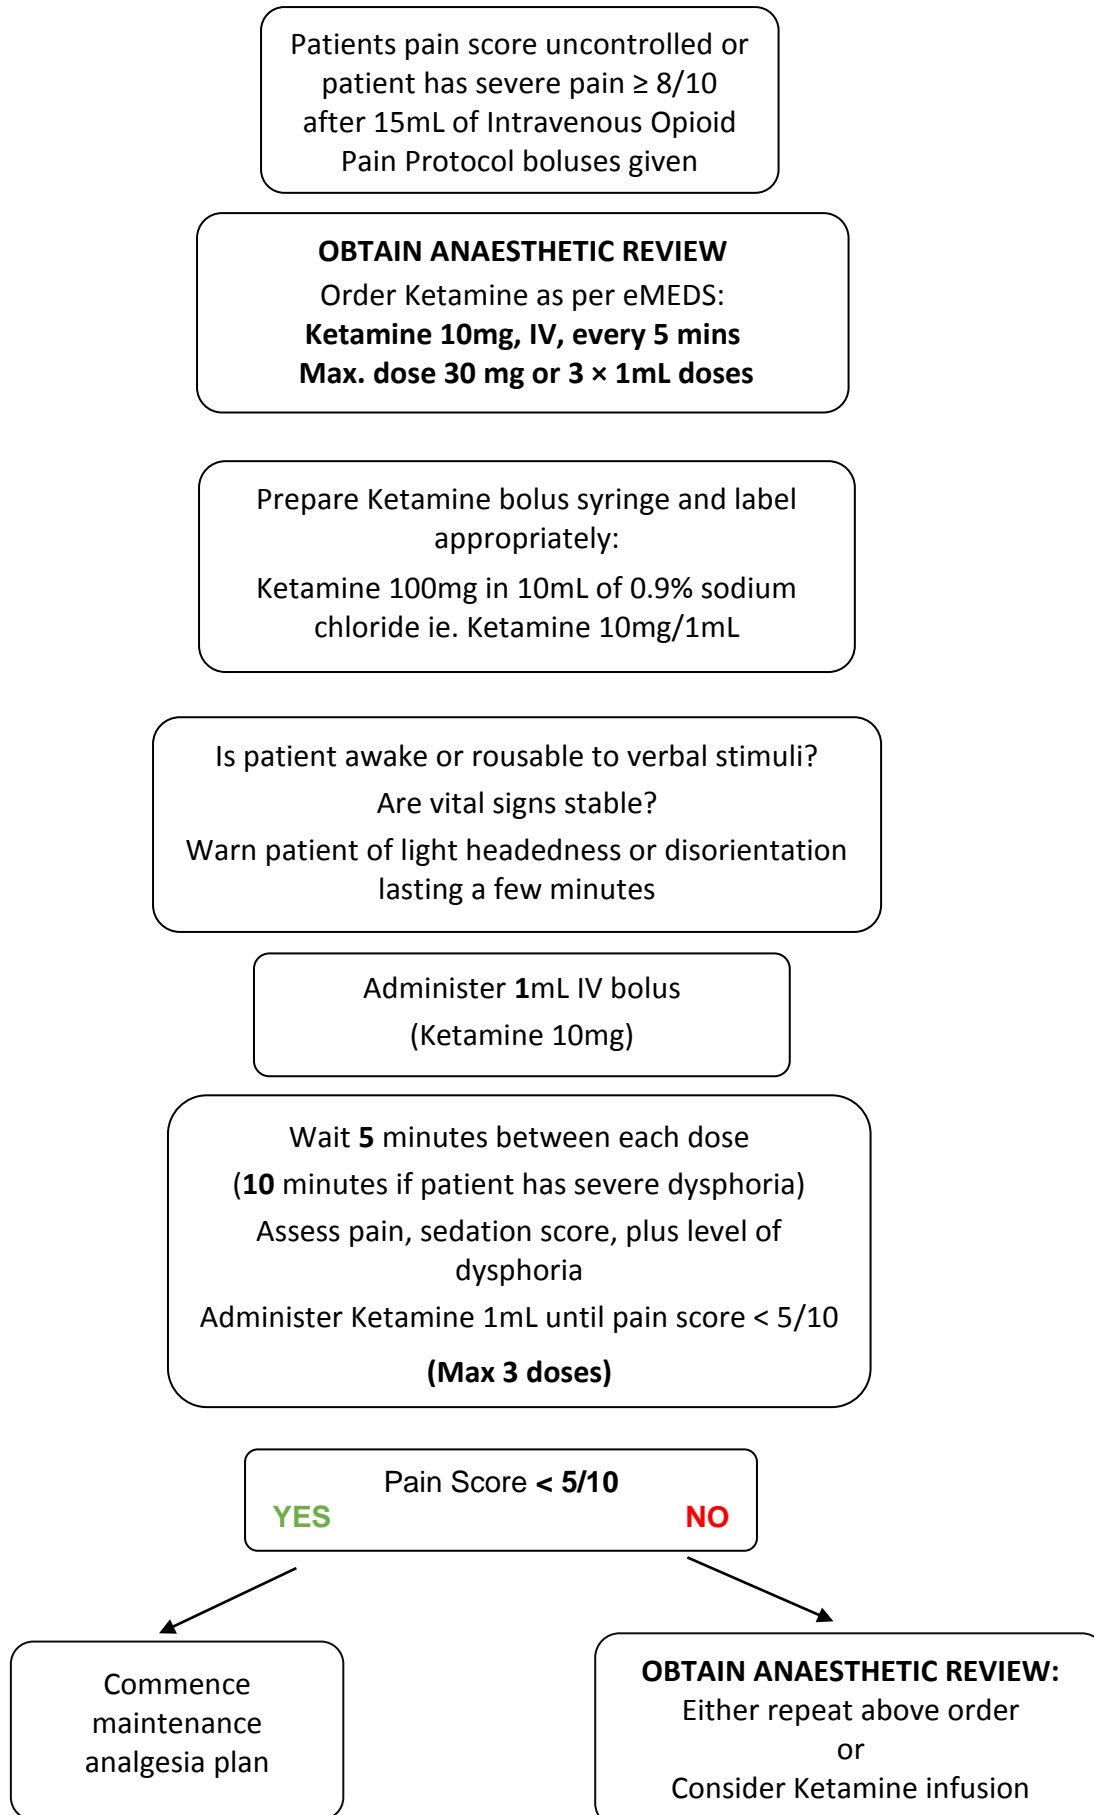 Patients pain score uncontrolled or
patient has severe pain ≥ 8/10
after 15mL of Intravenous Opioid
Pain Protocol boluses given
OBTAIN ANAESTHETIC REVIEW
Order Ketamine as per eMEDS:
Ketamine 10mg, IV, every 5 mins
Max. dose 30 mg or 3 × 1mL doses
Prepare Ketamine bolus syringe and label
appropriately:
Ketamine 100mg in 10mL of 0.9% sodium
chloride ie. Ketamine 10mg/1mL
Is patient awake or rousable to verbal stimuli?
Are vital signs stable?
Warn patient of light headedness or disorientation
lasting a few minutes
Administer 1mL IV bolus
(Ketamine 10mg)
Wait 5 minutes between each dose
(10 minutes if patient has severe dysphoria)
Assess pain, sedation score, plus level of
dysphoria
Administer Ketamine 1mL until pain score < 5/10
(Max 3 doses)
Pain Score < 5/10
YES NO
Commence
maintenance
analgesia plan
OBTAIN ANAESTHETIC REVIEW:
Either repeat above order
or
Consider Ketamine infusion